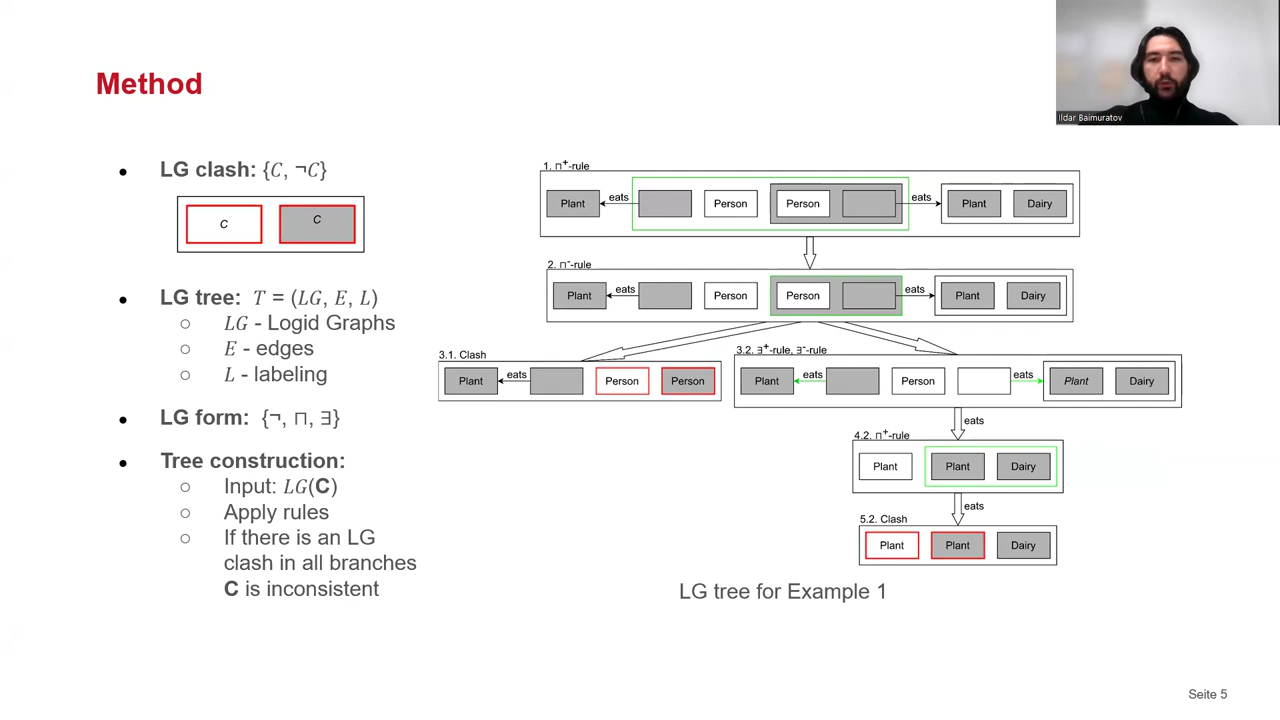 Method
Ildar Baimuratov
LG clash: {C, ¬C}
C C
LG tree: T = (LG, E, L)
LG - Logid Graphs
E - edges
L - labeling
LG form: {¬, ⊓, ∃}
Tree construction:
Input: LG(C)
Apply rules
If there is an LG
clash in all branches
C is inconsistent
1. ⊓⁺-rule
Plant eats Person Person eats Plant Dairy
2. ⊓⁻-rule
Plant eats Person Person eats Plant Dairy
3.1. Clash
Plant eats Person Person
3.2. ∃⁺-rule, ∃⁻-rule
Plant eats Person eats Plant Dairy
eats
4.2. ⊓⁺-rule
Plant Plant Dairy
eats
5.2. Clash
Plant Plant Dairy
LG tree for Example 1
Seite 5